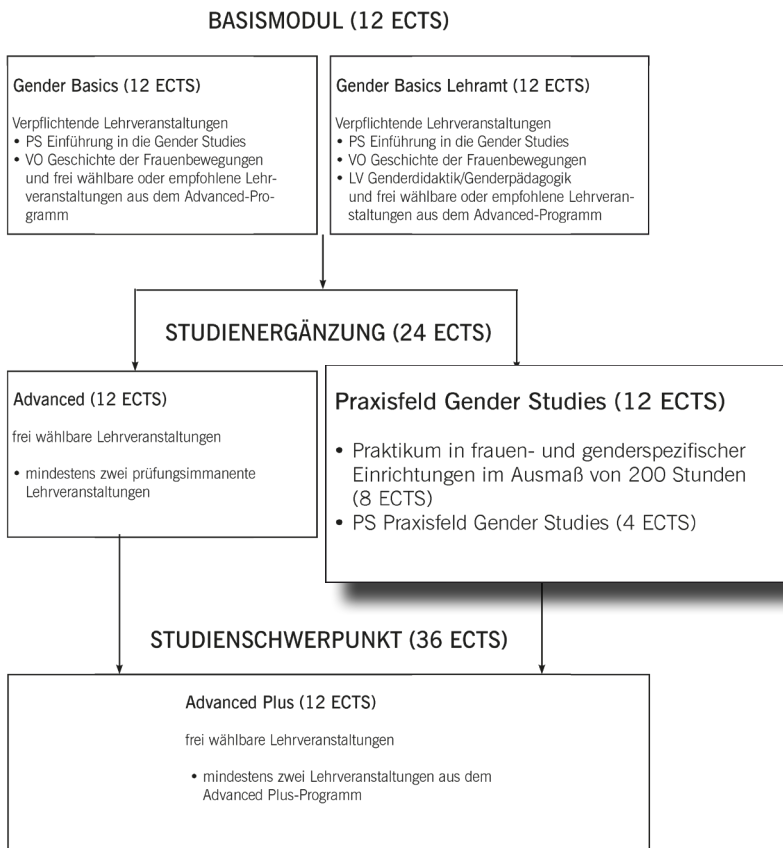 BASISMODUL (12 ECTS)
Gender Basics (12 ECTS)
Verpflichtende Lehrveranstaltungen
• PS Einführung in die Gender Studies
• VO Geschichte der Frauenbewegungen
und frei wählbare oder empfohlene Lehr-
veranstaltungen aus dem Advanced-Pro-
gramm
Gender Basics Lehramt (12 ECTS)
Verpflichtende Lehrveranstaltungen
• PS Einführung in die Gender Studies
• VO Geschichte der Frauenbewegungen
• LV Genderdidaktik/Genderpädagogik
und frei wählbare oder empfohlene Lehrveran-
staltungen aus dem Advanced-Programm
STUDIENERGÄNZUNG (24 ECTS)
Advanced (12 ECTS)
frei wählbare Lehrveranstaltungen
• mindestens zwei prüfungsimmanente
Lehrveranstaltungen
Praxisfeld Gender Studies (12 ECTS)
• Praktikum in frauen- und genderspezifischer
Einrichtungen im Ausmaß von 200 Stunden
(8 ECTS)
• PS Praxisfeld Gender Studies (4 ECTS)
STUDIENSCHWERPUNKT (36 ECTS)
Advanced Plus (12 ECTS)
frei wählbare Lehrveranstaltungen
• mindestens zwei Lehrveranstaltungen aus dem
Advanced Plus-Programm